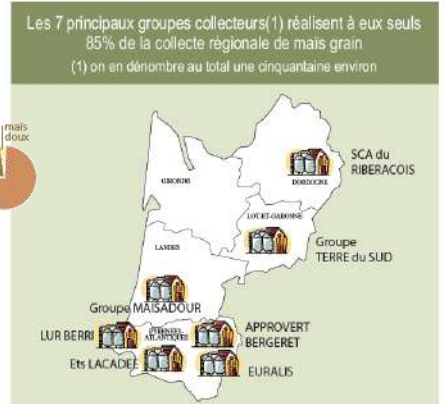 Les 7 principaux groupes collecteurs(1) réalisent à eux seuls
85% de la collecte régionale de maïs grain
(1) on en dénombre au total une cinquantaine environ
maïs
doux
SCA du
RIBERACOIS
DORDOGNE
GIRONDE
LOT-ET-GARONNE
Groupe
TERRE du SUD
LANDES
Groupe MAISADOUR
LUR BERRI
PYRENEES-
ATLANTIQUES
APPROVERT
BERGERET
Ets LACADEE
EURALIS